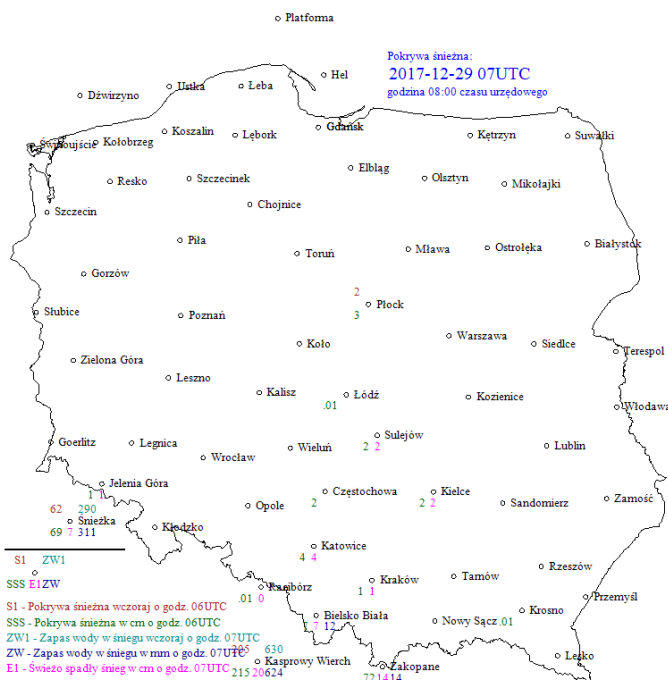 Platforma
Pokrywa śnieżna:
2017-12-29 07UTC
godzina 08:00 czasu urzędowego
Hel
Ustka
Łeba
Dźwirzyno
Gdańsk
Koszalin
Lębork
Kętrzyn
Suwałki
Świnoujście
Kołobrzeg
Elbląg
Resko
Szczecinek
Olsztyn
Mikołajki
Chojnice
Szczecin
Piła
Toruń
Mława
Ostrołęka
Białystok
Gorzów
2
Płock
3
Słubice
Poznań
Warszawa
Koło
Siedlce
Terespol
Zielona Góra
Leszno
Kalisz
Łódź
.01
Kozienice
Włodawa
Sulejów
2 2
Goerlitz
Legnica
Wieluń
Lublin
Wrocław
Jelenia Góra
1 1
Częstochowa
2
Kielce
2 2
Zamość
Opole
Sandomierz
62 290
Śnieżka
69 7 311
Kłodzko
Katowice
4 4
S1 ZW1
SSS E1ZW
Rzeszów
Kraków
1 1
Tarnów
Racibórz
.01 0
Przemyśl
S1 - Pokrywa śnieżna wczoraj o godz. 06UTC
SSS - Pokrywa śnieżna w cm o godz. 06UTC
ZW1 - Zapas wody w śniegu wczoraj o godz. 07UTC
ZW - Zapas wody w śniegu w mm o godz. 07UTC
E1 - Świeżo spadły śnieg w cm o godz. 07UTC
Krosno
Bielsko Biała
7 12
Nowy Sącz .01
630
Kasprowy Wierch
215 20 624
Lesko
Zakopane
72 14 14